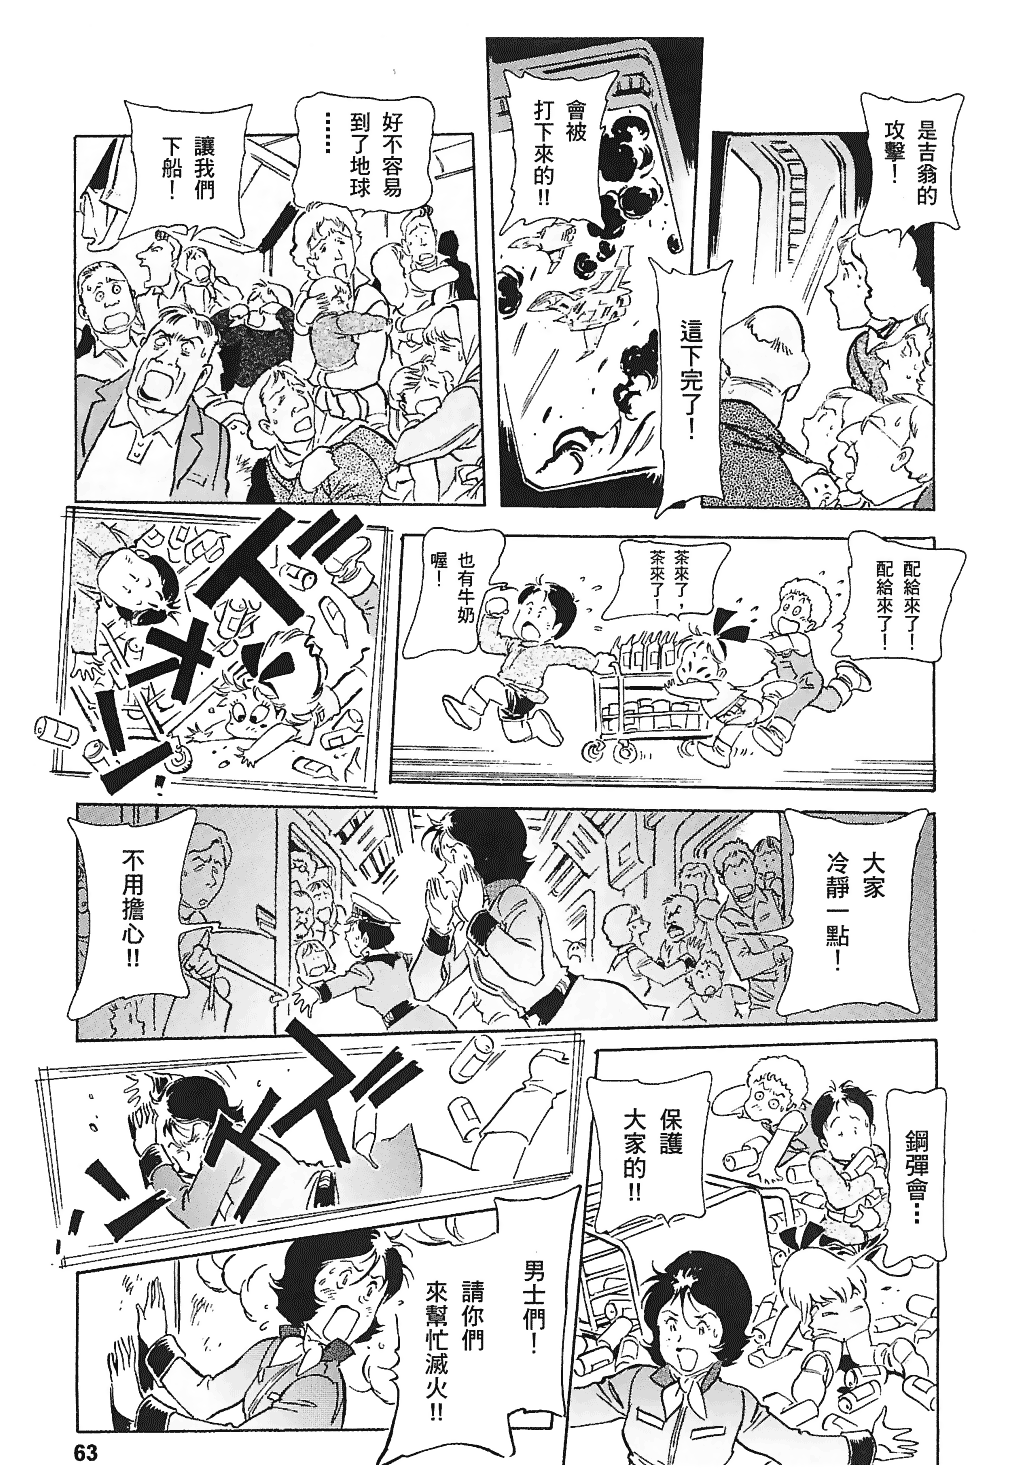 是吉翁的
攻擊！
這下完了！
會被
打下來的!!
好不容易
到了地球
……
讓我們
下船！
配給來了！
配給來了！
茶來了，
茶來了！
也有牛奶
喔！
ズズーン!
大家
冷靜一點！
不用擔心!!
鋼彈會…
保護
大家的!!
男士們！
請你們
來幫忙滅火!!
63